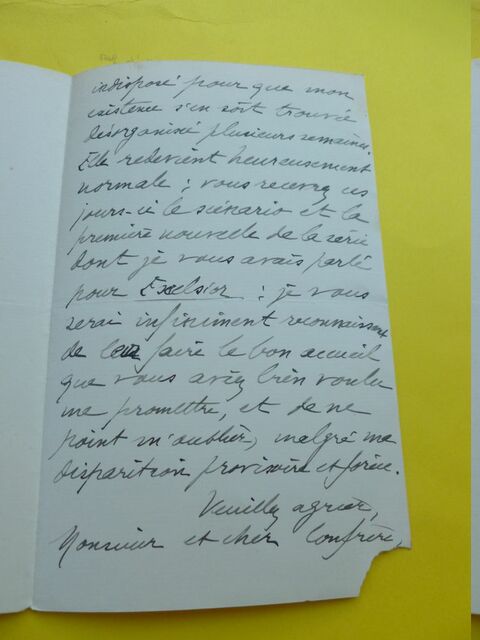 indisposé pour que mon
existence s'en soit trouvée
désorganisée plusieurs semaines.
Elle redevient heureusement
normale ; vous recevrez ces
jours-ci le scénario et la
première nouvelle de la série
dont je vous avais parlé
pour Excelsior : je vous
serai infiniment reconnaissant
de leur faire le bon accueil
que vous aviez bien voulu
me promettre, et de ne
point m'oublier, malgré ma
disparition provisoire et forcée.
Veuillez agréer,
Monsieur et cher Confrère,